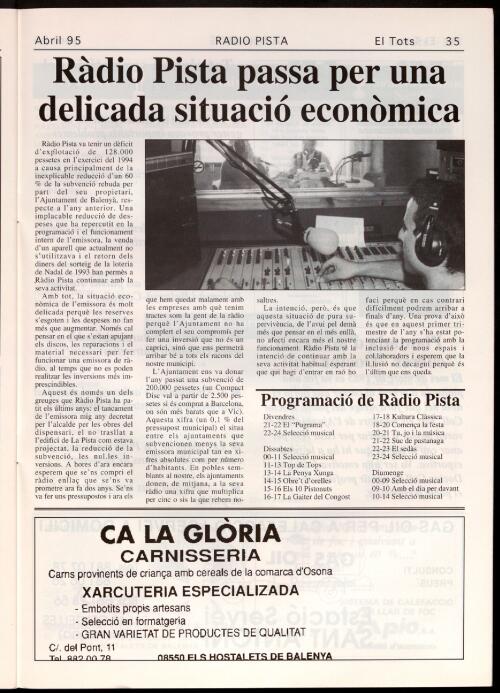 Abril 95 RADIO PISTA El Tots 35
Ràdio Pista passa per una
delicada situació econòmica
Ràdio Pista va tenir un dèficit
d'explotació de 128.000
pessetes en l'exercici del 1994
a causa principalment de la
inexplicable reducció d'un 60
% de la subvenció rebuda per
part del seu propietari,
l'Ajuntament de Balenyà, res-
pecte a l'any anterior. Una
implacable reducció de des-
peses que ha repercutit en la
programació i el funcionament
intern de l'emissora, la venda
d'un aparell que actualment no
s'utilitzava i el retorn dels
diners del sorteig de la loteria
de Nadal de 1993 han permès a
Ràdio Pista continuar amb la
seva activitat.
Amb tot, la situació eco-
nòmica de l'emissora és molt
delicada perquè les reserves
s'esgoten i les despeses no fan
més que augmentar. Només cal
pensar en el que s'estan apujant
els discos, les reparacions i el
material necessari per fer
funcionar una emissora de rà-
dio, al temps que no es poden
realitzar les inversions més im-
prescindibles.
Aquest és només un dels
greuges que Ràdio Pista ha pa-
tit els últims anys: el tancament
de l'emissora mig any decretat
per l'alcalde per les obres del
dispensari, el no trasllat a
l'edifici de La Pista com estava
projectat, la reducció de la
subvenció, les nul.les in-
versions. A hores d'ara encara
esperem que se'ns compri el
ràdio enllaç que se'ns va
prometre ara fa dos anys. Se'ns
va fer uns pressupostos i ara els
que hem quedat malament amb
les empreses amb què tenim
tractes som la gent de la ràdio
perquè l'Ajuntament no ha
complert el seu compromís per
fer una inversió que no és un
caprici, sinó que ens permetrà
arribar bé a tots els racons del
nostre municipi.
L'Ajuntament ens va donar
l'any passat una subvenció de
200.000 pessetes (un Compact
Disc val a partir de 2.500 pes-
setes si és comprat a Barcelona,
ou són més barats que a Vic).
Aquesta xifra (un 0,1 % del
pressupost municipal) el situa
entre els ajuntaments que
subvencionen menys la seva
emissora municipal tan en xi-
fres absolutes com per número
d'habitants. En pobles sem-
blants al nostre, els ajuntaments
donen, de mitjana, a la seva
ràdio una xifra que multiplica
per cinc o sis la que rebem no-
saltres.
La intenció, però, és que
aquesta situació de pura su-
pervivència, de l'avui pel demà
més que pensar en el més enllà,
no afecti encara més el nostre
funcionament. Ràdio Pista té la
intenció de continuar amb la
seva activitat habitual esperant
que qui hagi d'entrar en raó ho
faci perquè en cas contrari
difícilment podrem arribar a
finals d'any. Una prova d'això
és que en aquest primer tri-
mestre de l'any s'ha estat po-
tenciant la programació amb la
inclusió de nous espais i
col.laboradors i esperem que la
il.lusió no decaigui perquè és
l'últim que ens queda.
Programació de Ràdio Pista
Divendres
21-22 El "Pugrama"
22-24 Selecció musical
Dissabtes
00-11 Selecció musical
11-13 Top de Tops
13-14 La Penya Xunga
14-15 Obre't d'orelles
15-16 Els 10 Pistonuts
16-17 La Gaiter del Congost
17-18 Kultura Clàssica
18-20 Comença la festa
20-21 Tu, jo i la música
21-22 Suc de pastanaga
22-23 El sedàs
23-24 Selecció musical
Diumenge
00-09 Selecció musical
09-10 Amb el dia per davant
10-14 Selecció musical
CA LA GLÒRIA
CARNISSERIA
Carns provinents de criança amb cereals de la comarca d'Osona
XARCUTERIA ESPECIALIZADA
- Embotits propis artesans
- Selecció en formatgeria
- GRAN VARIETAT DE PRODUCTES DE QUALITAT
C/. del Pont, 11
Tel. 882 00 78 08550 ELS HOSTALETS DE BALENYA